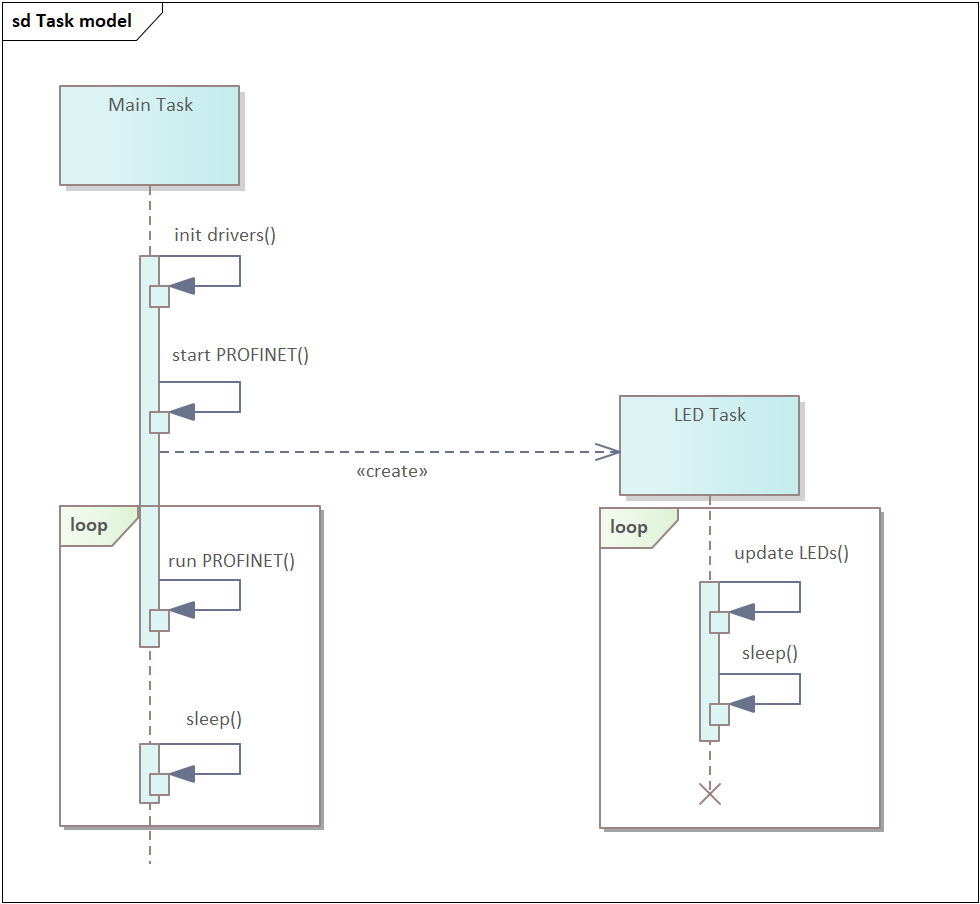 sd Task model
Main Task
init drivers()
start PROFINET()
LED Task
«create»
loop
loop
update LEDs()
run PROFINET()
sleep()
sleep()